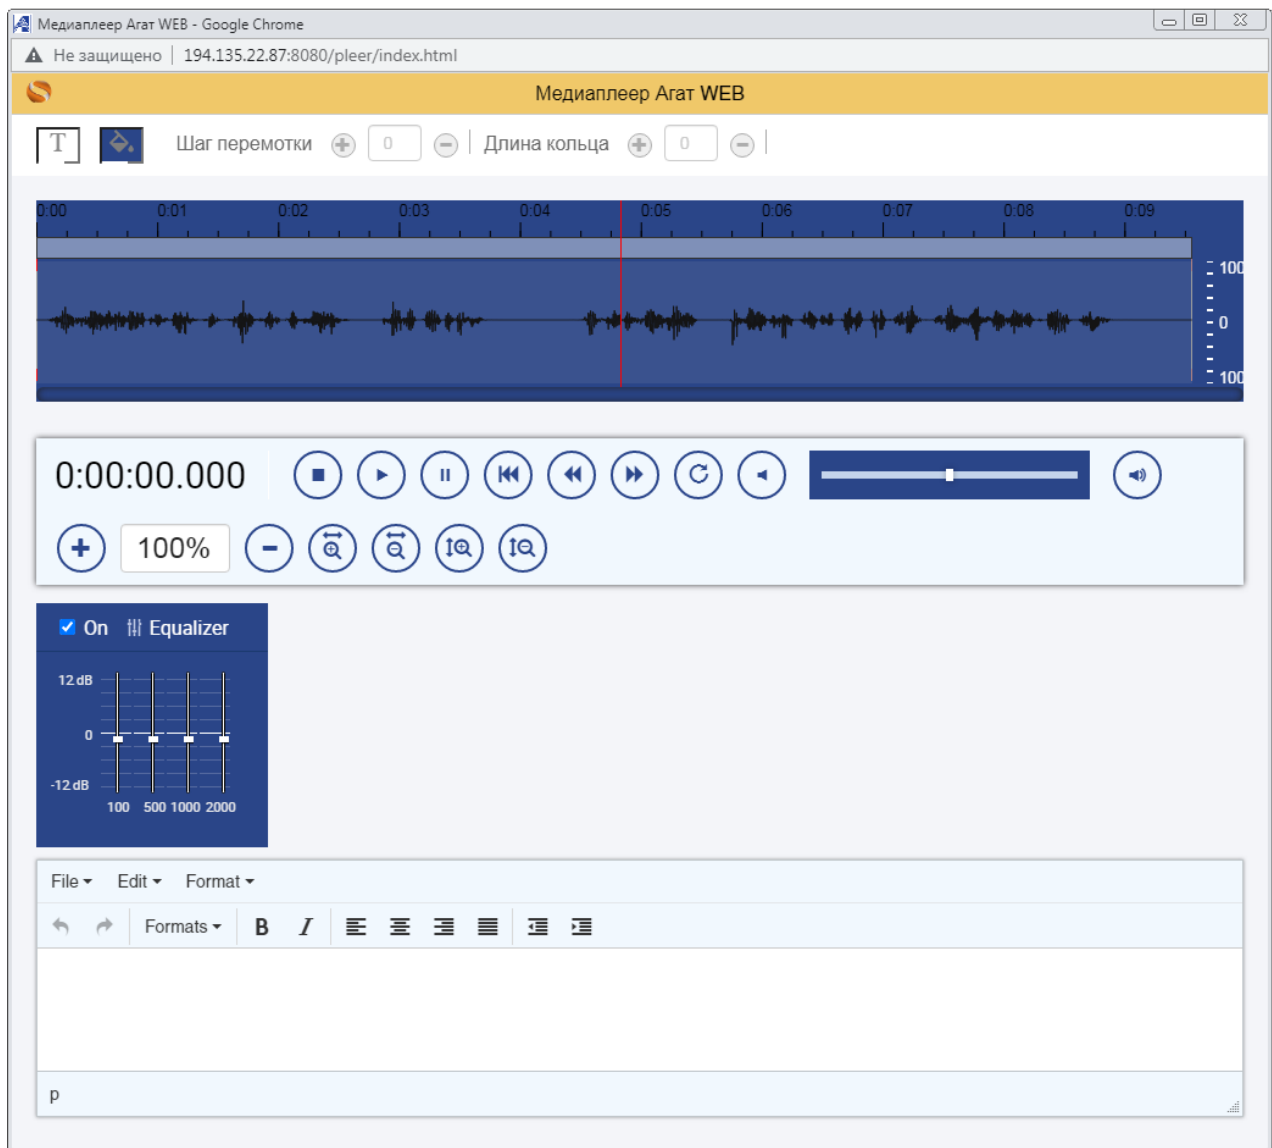 Медиаплеер Агат WEB - Google Chrome
Не защищено | 194.135.22.87:8080/pleer/index.html
Медиаплеер Агат WEB
T Шаг перемотки 0 Длина кольца 0
0:00 0:01 0:02 0:03 0:04 0:05 0:06 0:07 0:08 0:09
100
0
100
0:00:00.000
100%
On Equalizer
12 dB
0
-12 dB
100 500 1000 2000
File Edit Format
Formats B I
p